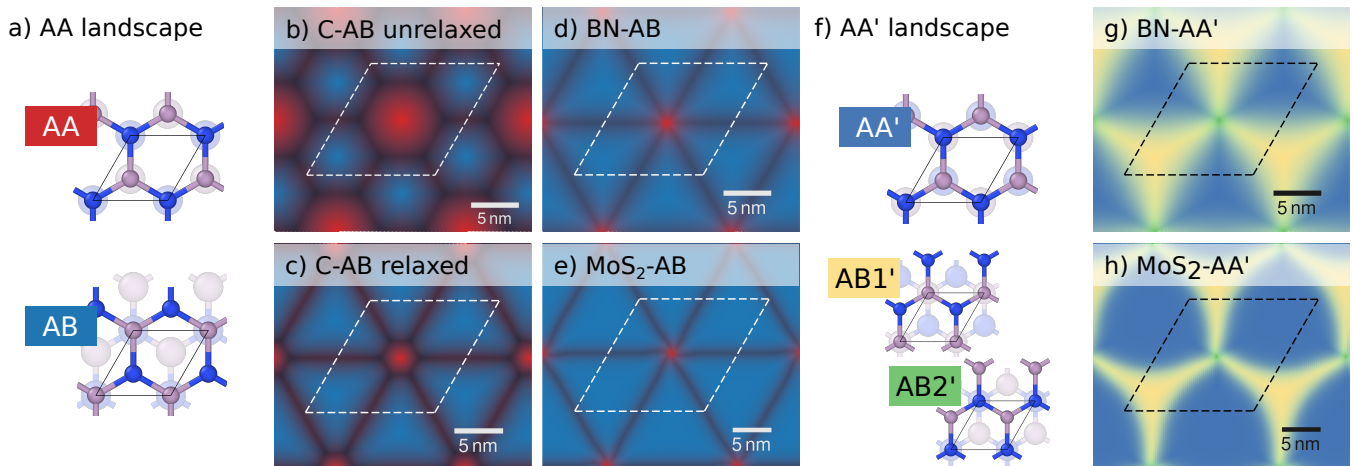 a) AA landscape
AA
AB
b) C-AB unrelaxed
5 nm
c) C-AB relaxed
5 nm
d) BN-AB
5 nm
e) MoS₂-AB
5 nm
f) AA' landscape
AA'
AB1'
AB2'
g) BN-AA'
5 nm
h) MoS₂-AA'
5 nm